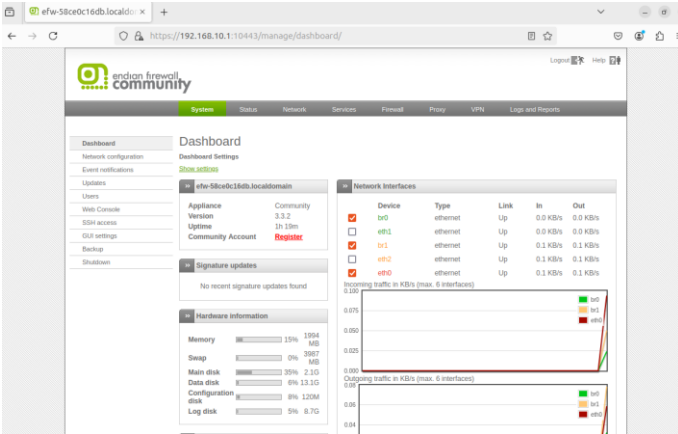 efw-58ce0c16db.localdor
https://192.168.10.1:10443/manage/dashboard/
Logout Help
endian firewall
community
System Status Network Services Firewall Proxy VPN Logs and Reports
Dashboard
Network configuration
Event notifications
Updates
Users
Web Console
SSH access
GUI settings
Backup
Shutdown
Dashboard
Dashboard Settings
Show settings
efw-58ce0c16db.localdomain
Appliance Community
Version 3.3.2
Uptime 1h 19m
Community Account Register
Signature updates
No recent signature updates found
Hardware information
Memory 15% 1994 MB
Swap 0% 3987 MB
Main disk 35% 2.1G
Data disk 6% 13.1G
Configuration disk 8% 120M
Log disk 5% 8.7G
Network Interfaces
Device Type Link In Out
br0 ethernet Up 0.0 KB/s 0.0 KB/s
eth1 ethernet Up 0.0 KB/s 0.0 KB/s
br1 ethernet Up 0.1 KB/s 0.1 KB/s
eth2 ethernet Up 0.1 KB/s 0.1 KB/s
eth0 ethernet Up 0.1 KB/s 0.1 KB/s
Incoming traffic in KB/s (max. 6 interfaces)
0.100
0.075
0.050
0.025
0.000
br0
br1
eth0
Outgoing traffic in KB/s (max. 6 interfaces)
0.08
0.06
0.04
br0
br1
eth0